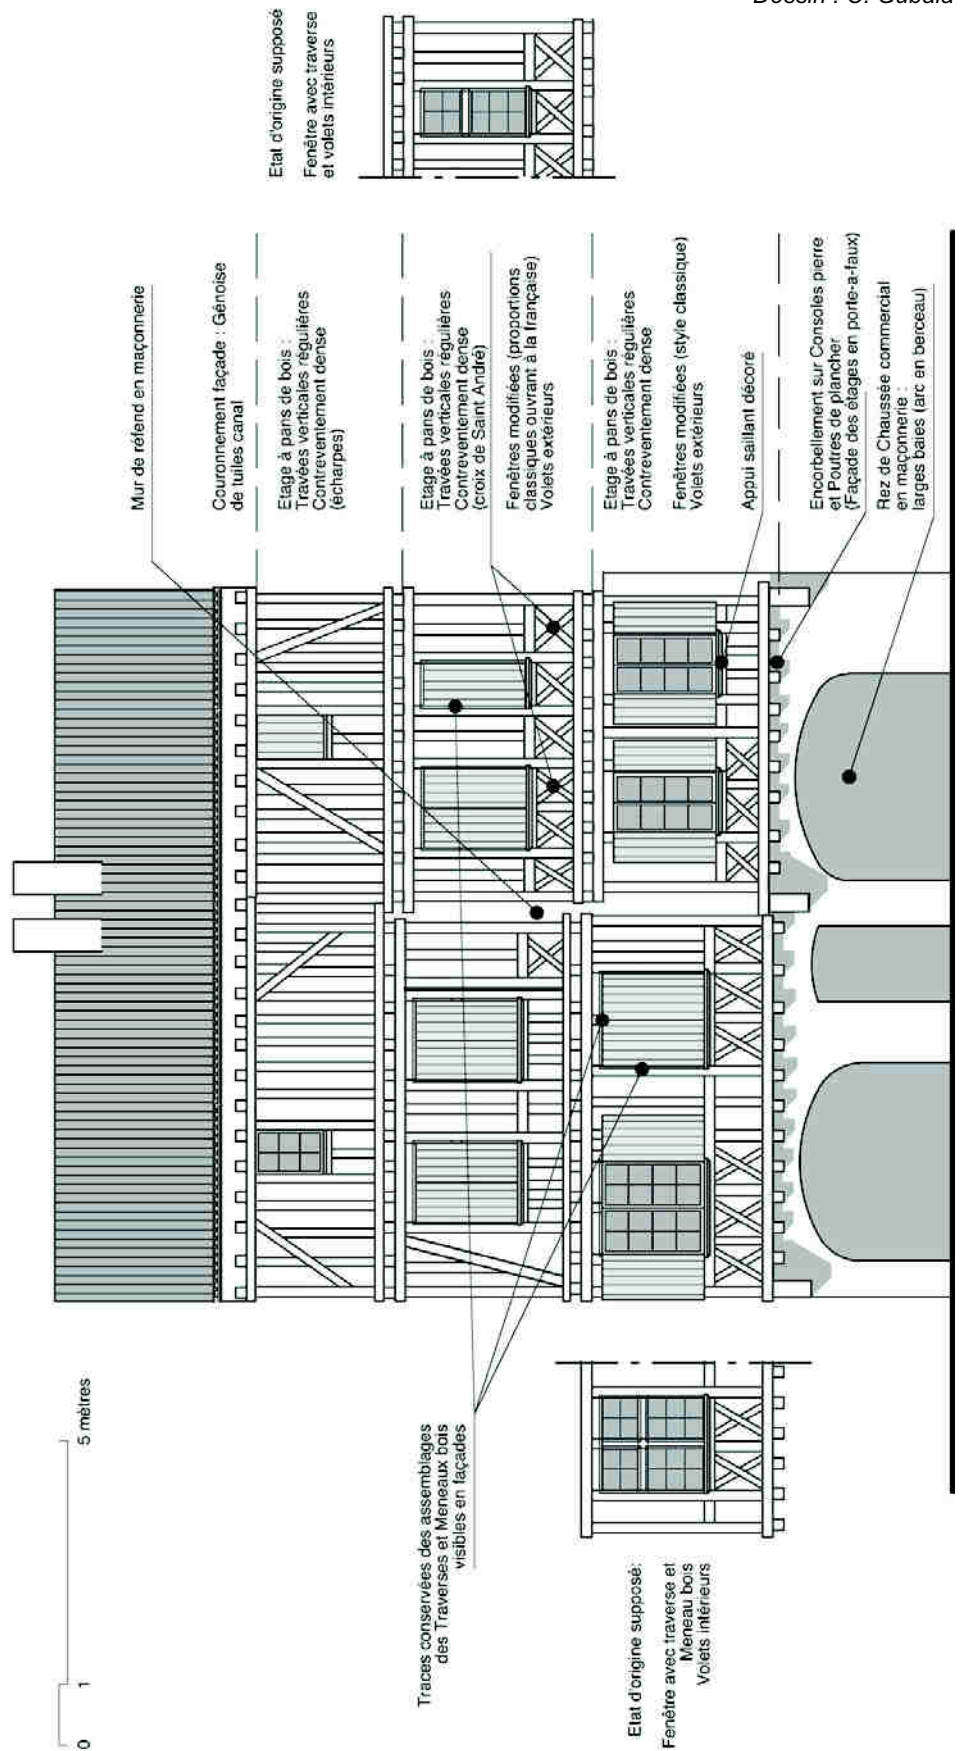 Etat d'origine supposé
Fenêtre avec traverse
et volets intérieurs
Mur de refend en maçonnerie
Couronnement façade : Génoise
de tuiles canal
Etage à pans de bois :
Travées verticales régulières
Contreventement dense
(écharpes)
Etage à pans de bois :
Travées verticales régulières
Contreventement dense
(croix de Saint André)
Fenêtres modifiées (proportions
classiques ouvrant à la française)
Volets extérieurs
Etage à pans de bois :
Travées verticales régulières
Contreventement dense
Fenêtres modifiées (style classique)
Volets extérieurs
Appui saillant décoré
Encorbellement sur Consoles pierre
et Poutres de plancher
(Façade des étages en porte-a-faux)
Rez de Chaussée commercial
en maçonnerie :
larges baies (arc en berceau)
0 1 5 mètres
Traces conservées des assemblages
des Traverses et Meneaux bois
visibles en façades
Etat d'origine supposé:
Fenêtre avec traverse et
Meneau bois
Volets intérieurs